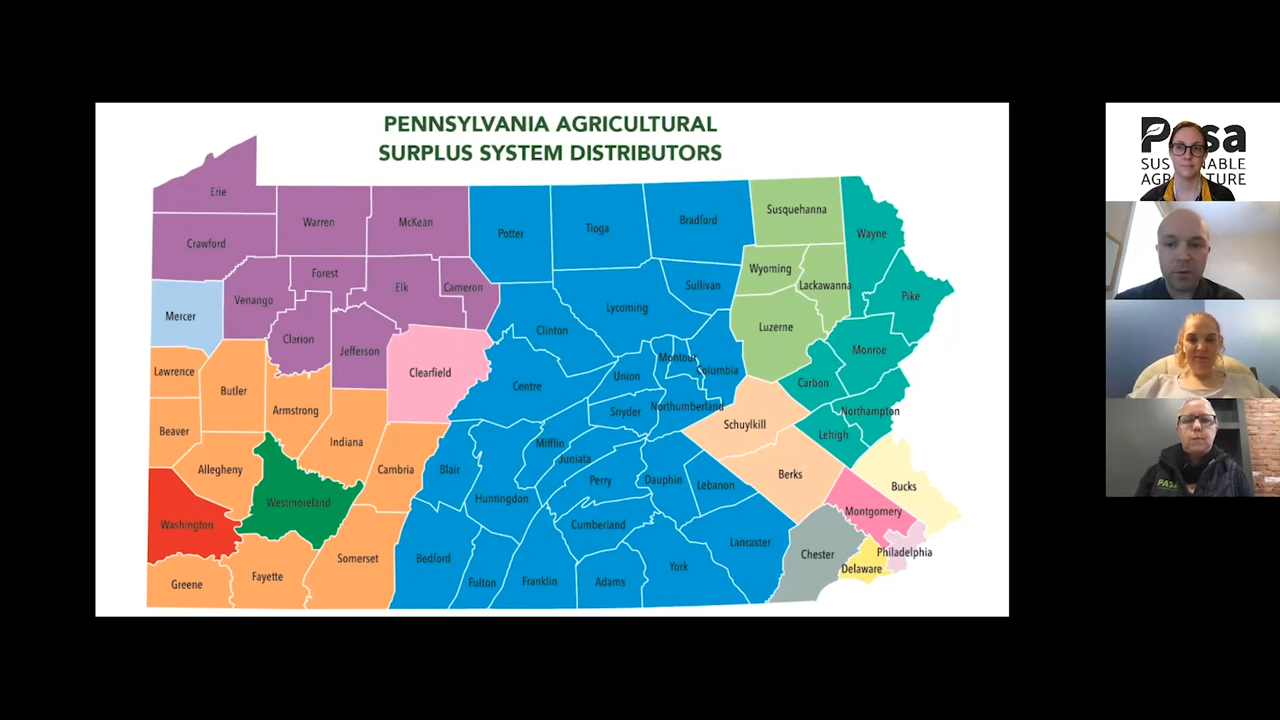 PENNSYLVANIA AGRICULTURAL
SURPLUS SYSTEM DISTRIBUTORS
Erie
Crawford
Warren
McKean
Potter
Tioga
Bradford
Susquehanna
Wayne
Forest
Venango
Elk
Cameron
Sullivan
Wyoming
Lackawanna
Pike
Mercer
Clarion
Jefferson
Clinton
Lycoming
Luzerne
Monroe
Lawrence
Butler
Clearfield
Centre
Union
Montour
Columbia
Carbon
Armstrong
Snyder
Northumberland
Northampton
Beaver
Indiana
Schuylkill
Lehigh
Allegheny
Cambria
Blair
Mifflin
Juniata
Huntingdon
Perry
Dauphin
Lebanon
Berks
Bucks
Westmoreland
Washington
Cumberland
Montgomery
Greene
Fayette
Somerset
Bedford
Fulton
Franklin
Adams
York
Lancaster
Chester
Delaware
Philadelphia
PASA